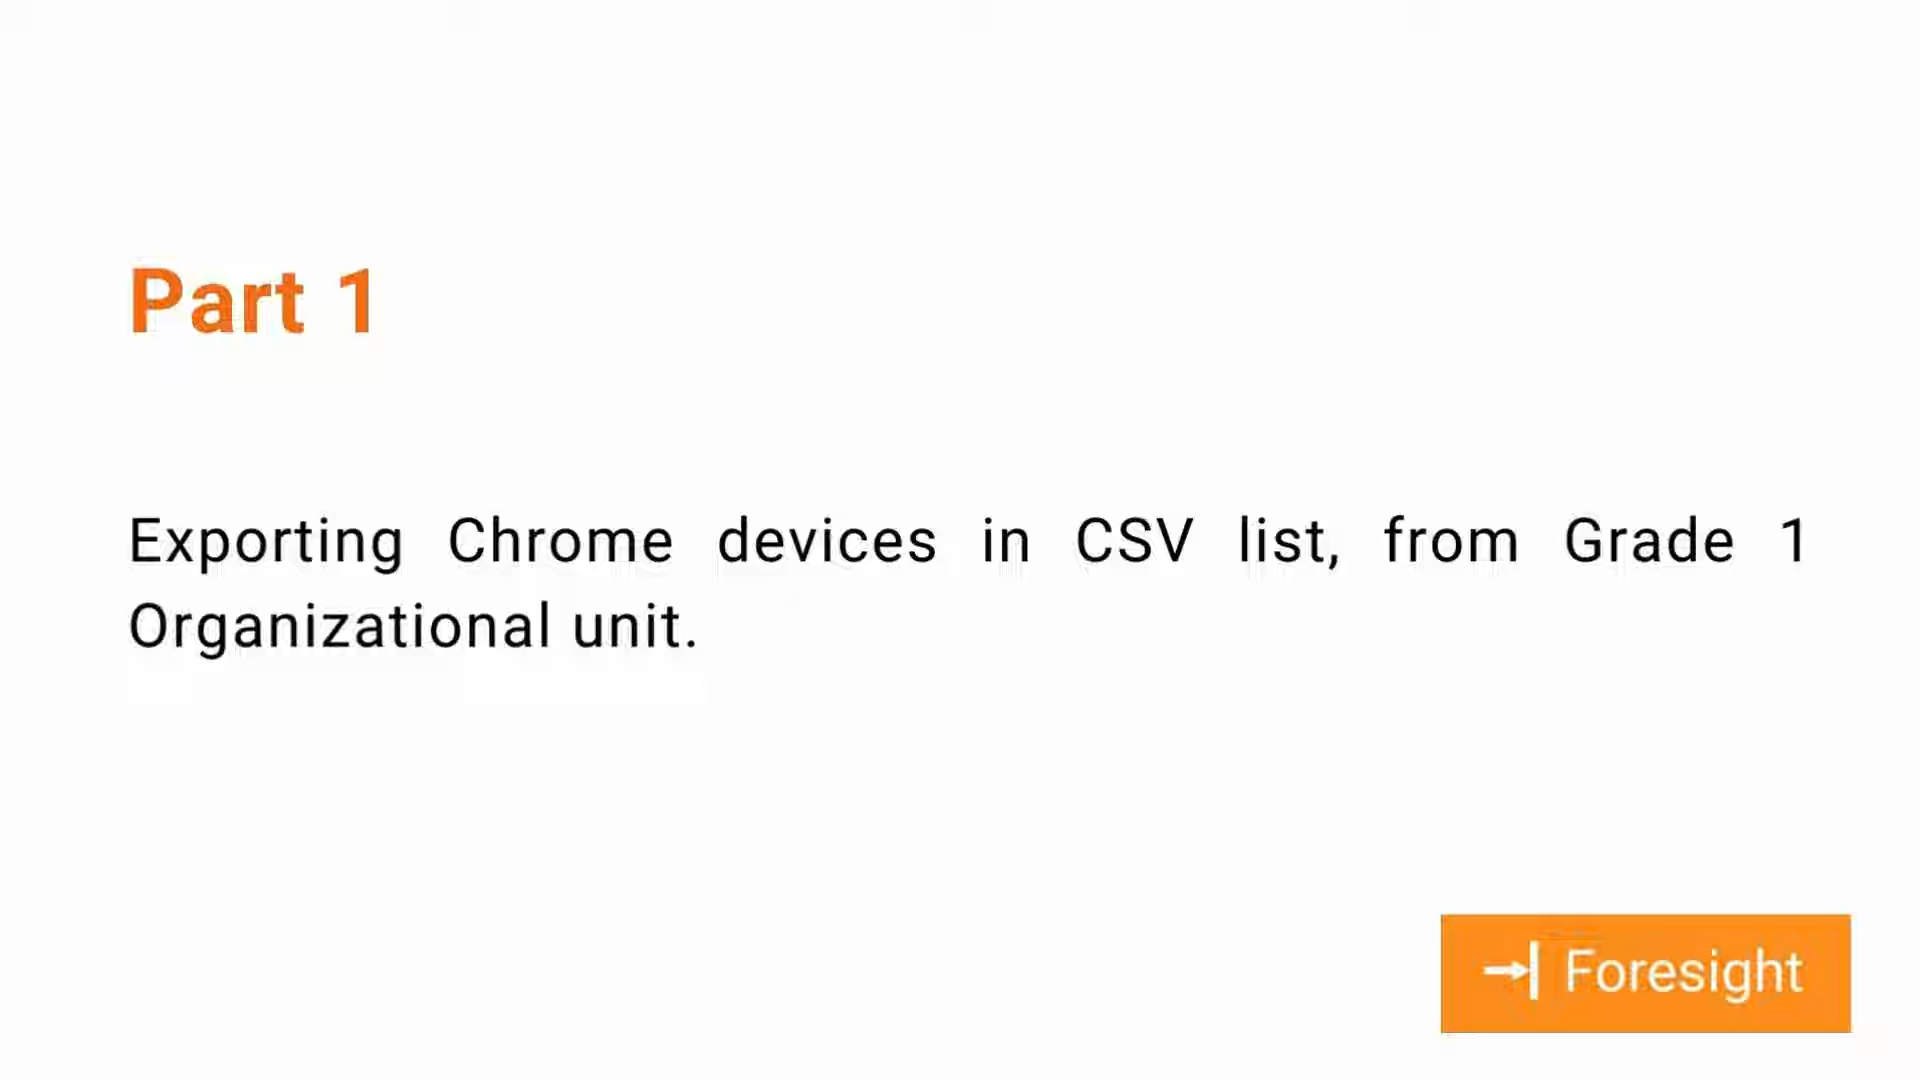 Part 1
Exporting Chrome devices in CSV list, from Grade 1
Organizational unit.
Foresight